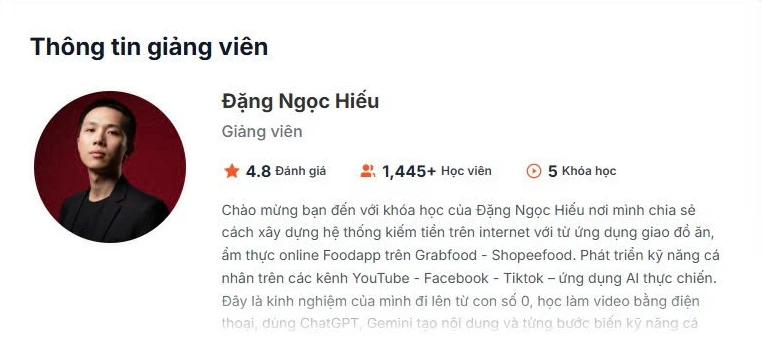 Thông tin giảng viên
Đặng Ngọc Hiếu
Giảng viên
4.8 Đánh giá 1,445+ Học viên 5 Khóa học
Chào mừng bạn đến với khóa học của Đặng Ngọc Hiếu nơi mình chia sẻ
cách xây dựng hệ thống kiếm tiền trên internet với từ ứng dụng giao đồ ăn,
ẩm thực online Foodapp trên Grabfood - Shopeefood. Phát triển kỹ năng cá
nhân trên các kênh YouTube - Facebook - Tiktok – ứng dụng AI thực chiến.
Đây là kinh nghiệm của mình đi lên từ con số 0, học làm video bằng điện
thoại, dùng ChatGPT, Gemini tạo nội dung và từng bước biến kỹ năng cá